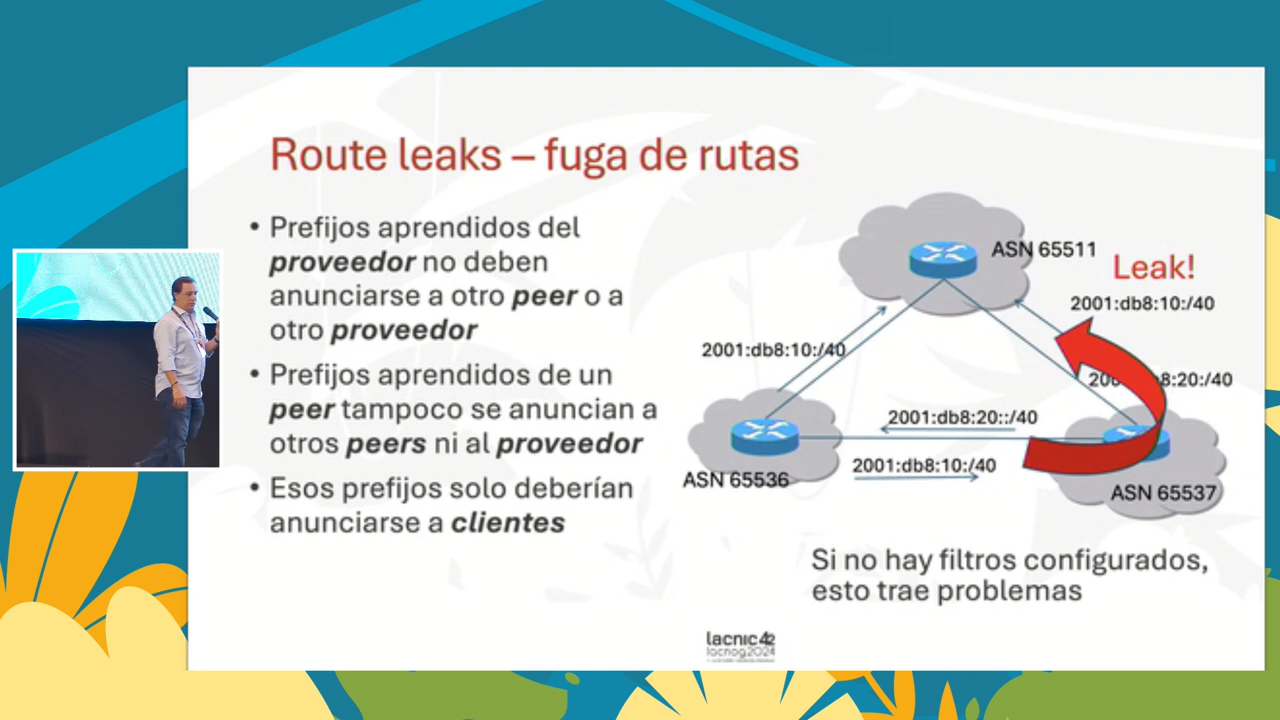 Route leaks – fuga de rutas
• Prefijos aprendidos del
proveedor no deben
anunciarse a otro peer o a
otro proveedor
• Prefijos aprendidos de un
peer tampoco se anuncian a
otros peers ni al proveedor
• Esos prefijos solo deberían
anunciarse a clientes
ASN 65511
Leak!
2001:db8:10:/40
2001:db8:10:/40
8:20:/40
2001:db8:20::/40
2001:db8:10:/40
ASN 65536
ASN 65537
Si no hay filtros configurados,
esto trae problemas
lacnic42
lacnog2024